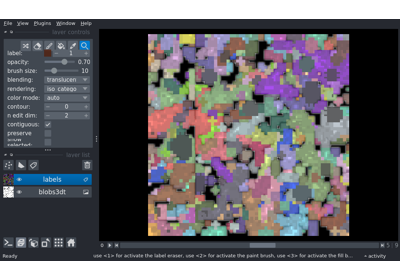 File View Plugins Window Help
layer controls
label: 1
opacity: 0.70
brush size: 10
blending: translucen
rendering: iso_catego
color mode: auto
contour: 0
n edit dim: 2
contiguous:
preserve
show
selected:
layer list
labels
blobs3dt
Ready
use <1> for activate the label eraser, use <2> for activate the paint brush, use <3> for activate the fill b...
activity